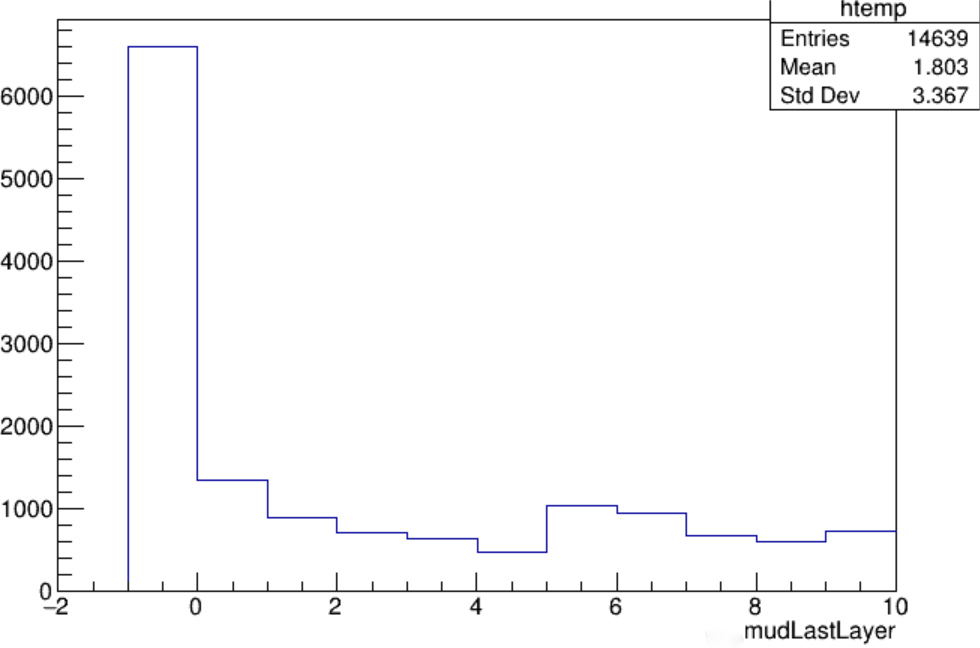 htemp
Entries 14639
Mean 1.803
Std Dev 3.367
6000
5000
4000
3000
2000
1000
0
−2 0 2 4 6 8 10
mudLastLayer